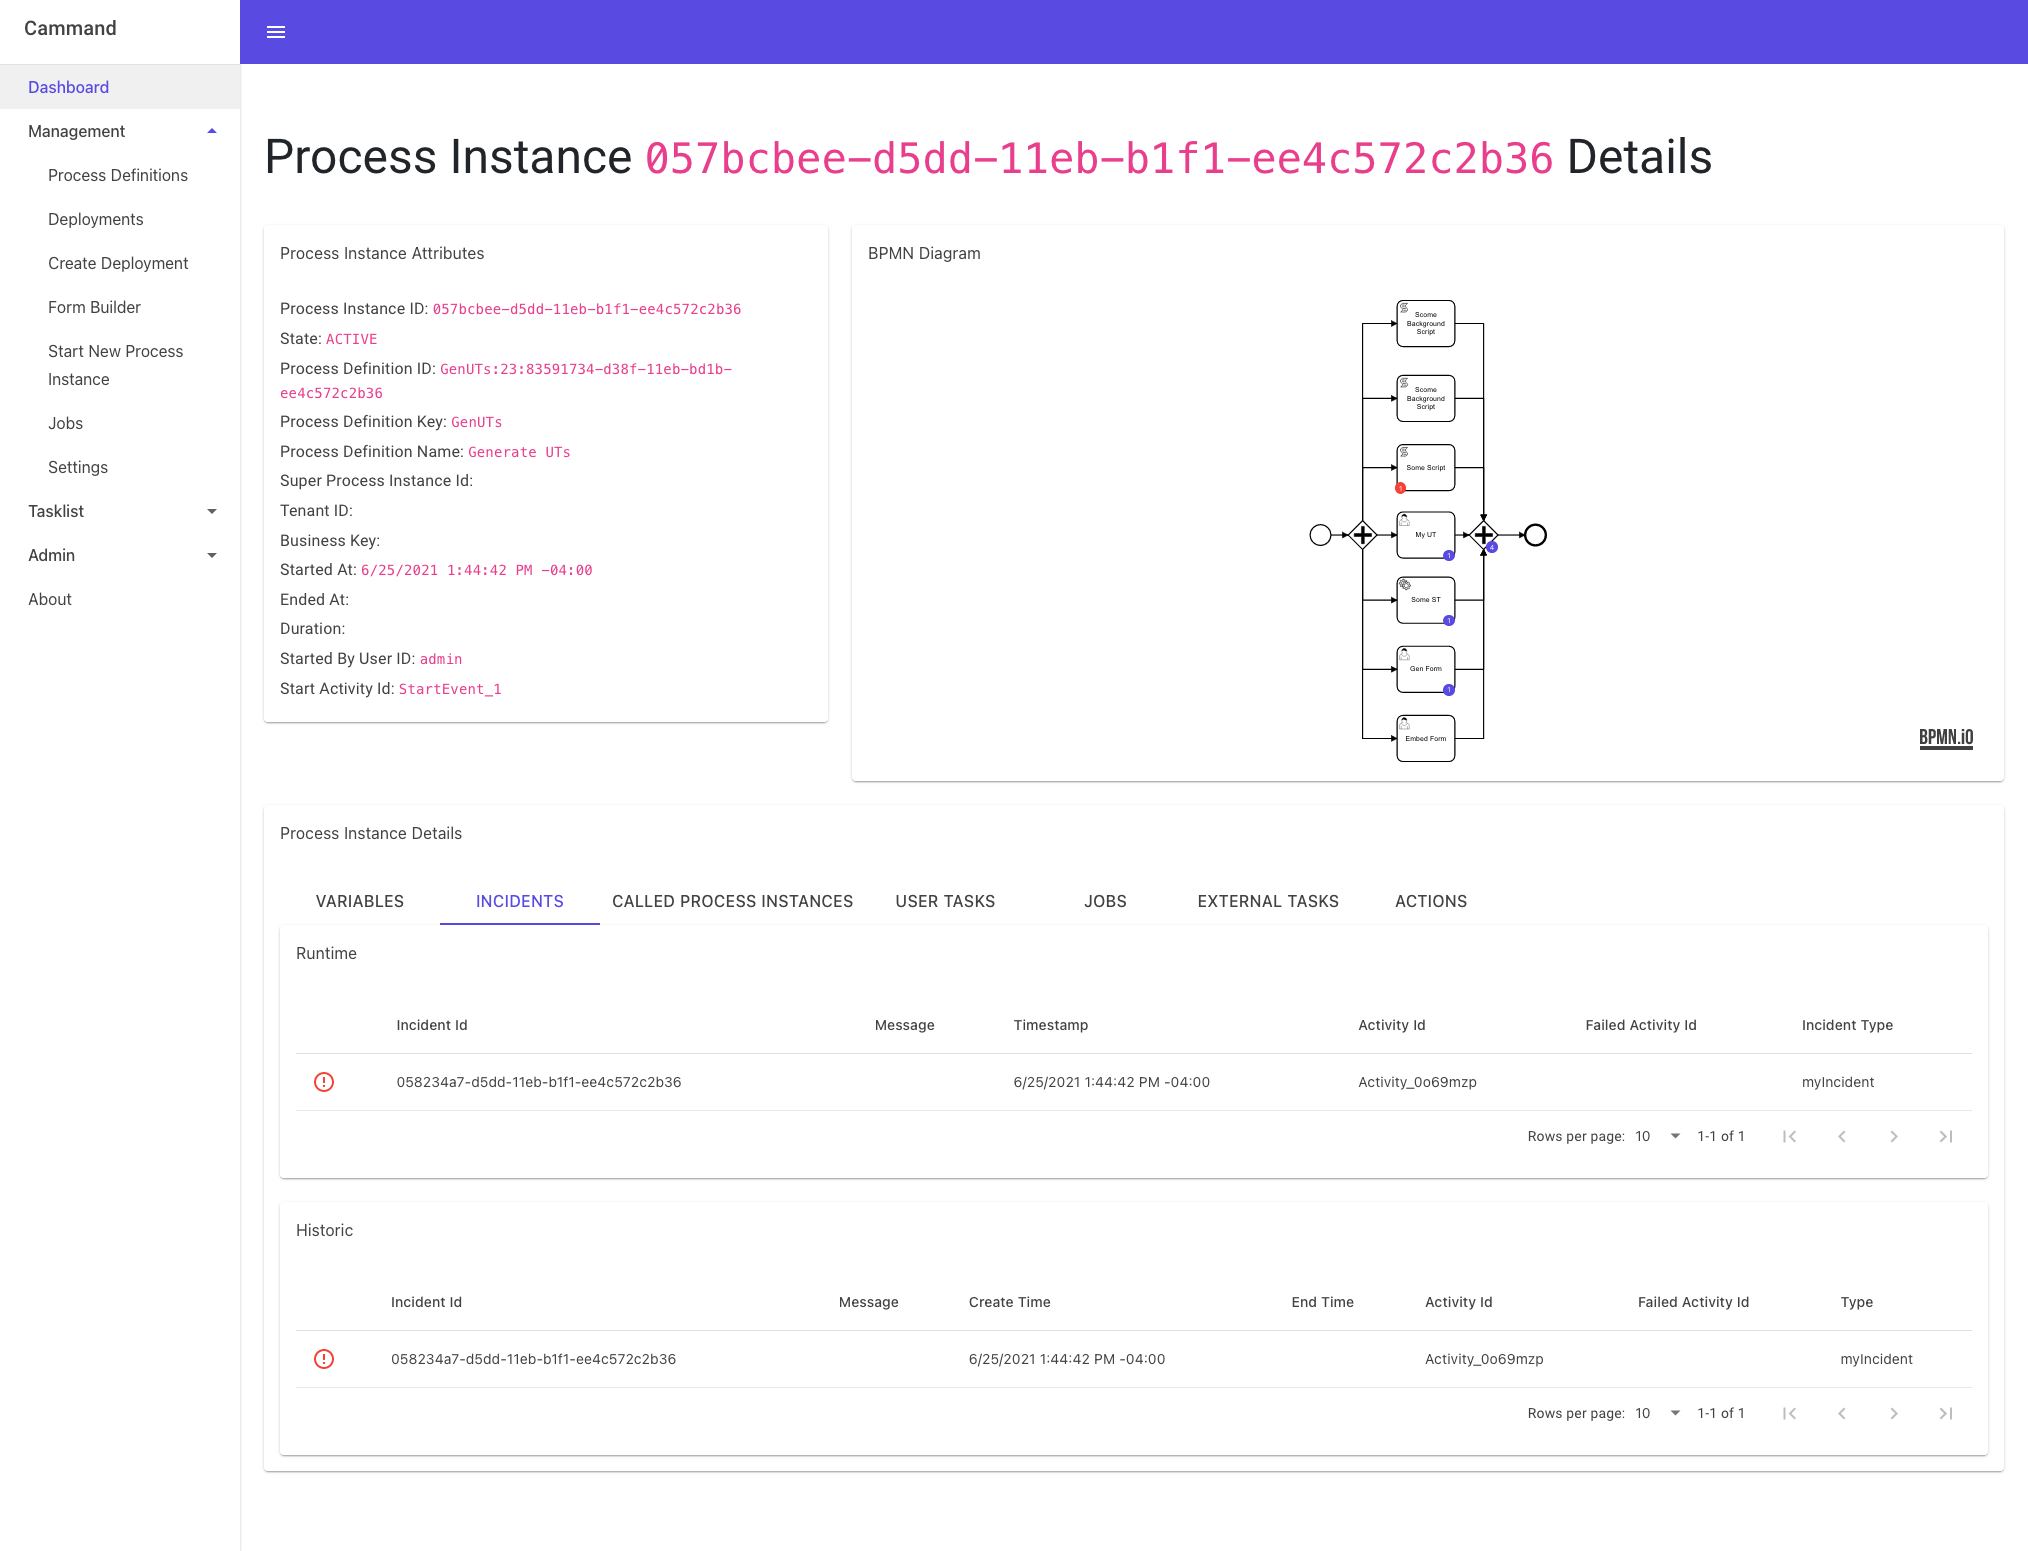 Cammand
Dashboard
Management
Process Definitions
Deployments
Create Deployment
Form Builder
Start New Process
Instance
Jobs
Settings
Tasklist
Admin
About
Process Instance 057bcbee-d5dd-11eb-b1f1-ee4c572c2b36 Details
Process Instance Attributes
Process Instance ID: 057bcbee-d5dd-11eb-b1f1-ee4c572c2b36
State: ACTIVE
Process Definition ID: GenUTs:23:83591734-d38f-11eb-bd1b-
ee4c572c2b36
Process Definition Key: GenUTs
Process Definition Name: Generate UTs
Super Process Instance Id:
Tenant ID:
Business Key:
Started At: 6/25/2021 1:44:42 PM -04:00
Ended At:
Duration:
Started By User ID: admin
Start Activity Id: StartEvent_1
BPMN Diagram
Scome
Background
Script
Scome
Background
Script
Some Script
1
My UT
1
4
Some ST
1
Gen Form
1
Embed Form
BPMN.iO
Process Instance Details
VARIABLES INCIDENTS CALLED PROCESS INSTANCES USER TASKS JOBS EXTERNAL TASKS ACTIONS
Runtime
Incident Id Message Timestamp Activity Id Failed Activity Id Incident Type
058234a7-d5dd-11eb-b1f1-ee4c572c2b36 6/25/2021 1:44:42 PM -04:00 Activity_0o69mzp myIncident
Rows per page: 10 1-1 of 1
Historic
Incident Id Message Create Time End Time Activity Id Failed Activity Id Type
058234a7-d5dd-11eb-b1f1-ee4c572c2b36 6/25/2021 1:44:42 PM -04:00 Activity_0o69mzp myIncident
Rows per page: 10 1-1 of 1